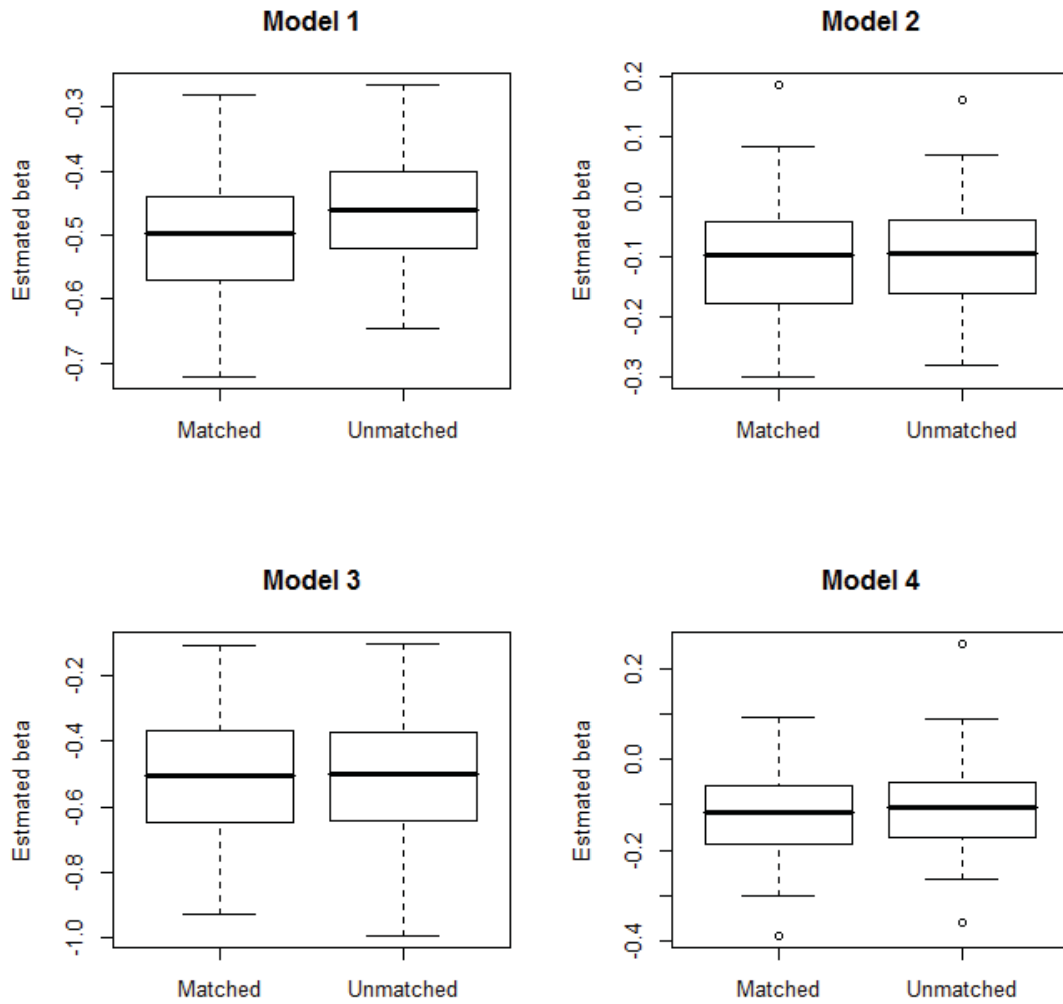 Model 1
Estmated beta
-0.3
-0.4
-0.5
-0.6
-0.7
Matched Unmatched
Model 2
Estmated beta
0.2
0.1
0.0
-0.1
-0.2
-0.3
Matched Unmatched
Model 3
Estmated beta
-0.2
-0.4
-0.6
-0.8
-1.0
Matched Unmatched
Model 4
Estmated beta
0.2
0.0
-0.2
-0.4
Matched Unmatched